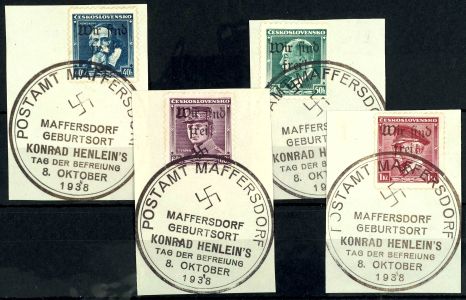 ČESKOSLOVENSKO
Wir sind
frei!
40h
POSTAMT MAFFERSDORF
MAFFERSDORF
GEBURTSORT
KONRAD HENLEIN'S
TAG DER BEFREIUNG
8. OKTOBER
1938
ČESKOSLOVENSKO
Wir sind
frei!
50h
MAFFERSDORF
MAFFERSDORF
GEBURTSORT
KONRAD HENLEIN'S
TAG DER BEFREIUNG
8. OKTOBER
1938
ČESKOSLOVENSKO
Wir sind
frei!
POSTAMT MAFFERSDORF
MAFFERSDORF
GEBURTSORT
KONRAD HENLEIN'S
TAG DER BEFREIUNG
8. OKTOBER
1938
ČESKOSLOVENSKO
Wir sind
frei!
POSTAMT MAFFERSDORF
MAFFERSDORF
GEBURTSORT
KONRAD HENLEIN'S
TAG DER BEFREIUNG
8. OKTOBER
1938